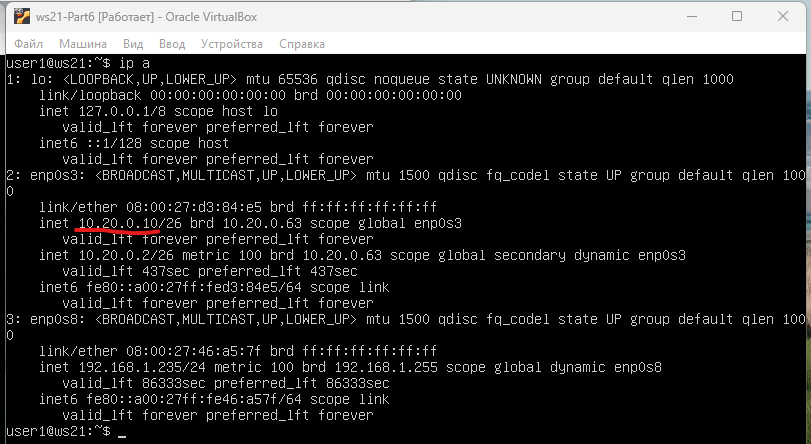 ws21-Part6 [Работает] - Oracle VirtualBox
Файл Машина Вид Ввод Устройства Справка
user1@ws21:~$ ip a
1: lo: <LOOPBACK,UP,LOWER_UP> mtu 65536 qdisc noqueue state UNKNOWN group default qlen 1000
link/loopback 00:00:00:00:00:00 brd 00:00:00:00:00:00
inet 127.0.0.1/8 scope host lo
valid_lft forever preferred_lft forever
inet6 ::1/128 scope host
valid_lft forever preferred_lft forever
2: enp0s3: <BROADCAST,MULTICAST,UP,LOWER_UP> mtu 1500 qdisc fq_codel state UP group default qlen 100
0
link/ether 08:00:27:d3:84:e5 brd ff:ff:ff:ff:ff:ff
inet 10.20.0.10/26 brd 10.20.0.63 scope global enp0s3
valid_lft forever preferred_lft forever
inet 10.20.0.2/26 metric 100 brd 10.20.0.63 scope global secondary dynamic enp0s3
valid_lft 437sec preferred_lft 437sec
inet6 fe80::a00:27ff:fed3:84e5/64 scope link
valid_lft forever preferred_lft forever
3: enp0s8: <BROADCAST,MULTICAST,UP,LOWER_UP> mtu 1500 qdisc fq_codel state UP group default qlen 100
0
link/ether 08:00:27:46:a5:7f brd ff:ff:ff:ff:ff:ff
inet 192.168.1.235/24 metric 100 brd 192.168.1.255 scope global dynamic enp0s8
valid_lft 86333sec preferred_lft 86333sec
inet6 fe80::a00:27ff:fe46:a57f/64 scope link
valid_lft forever preferred_lft forever
user1@ws21:~$ _